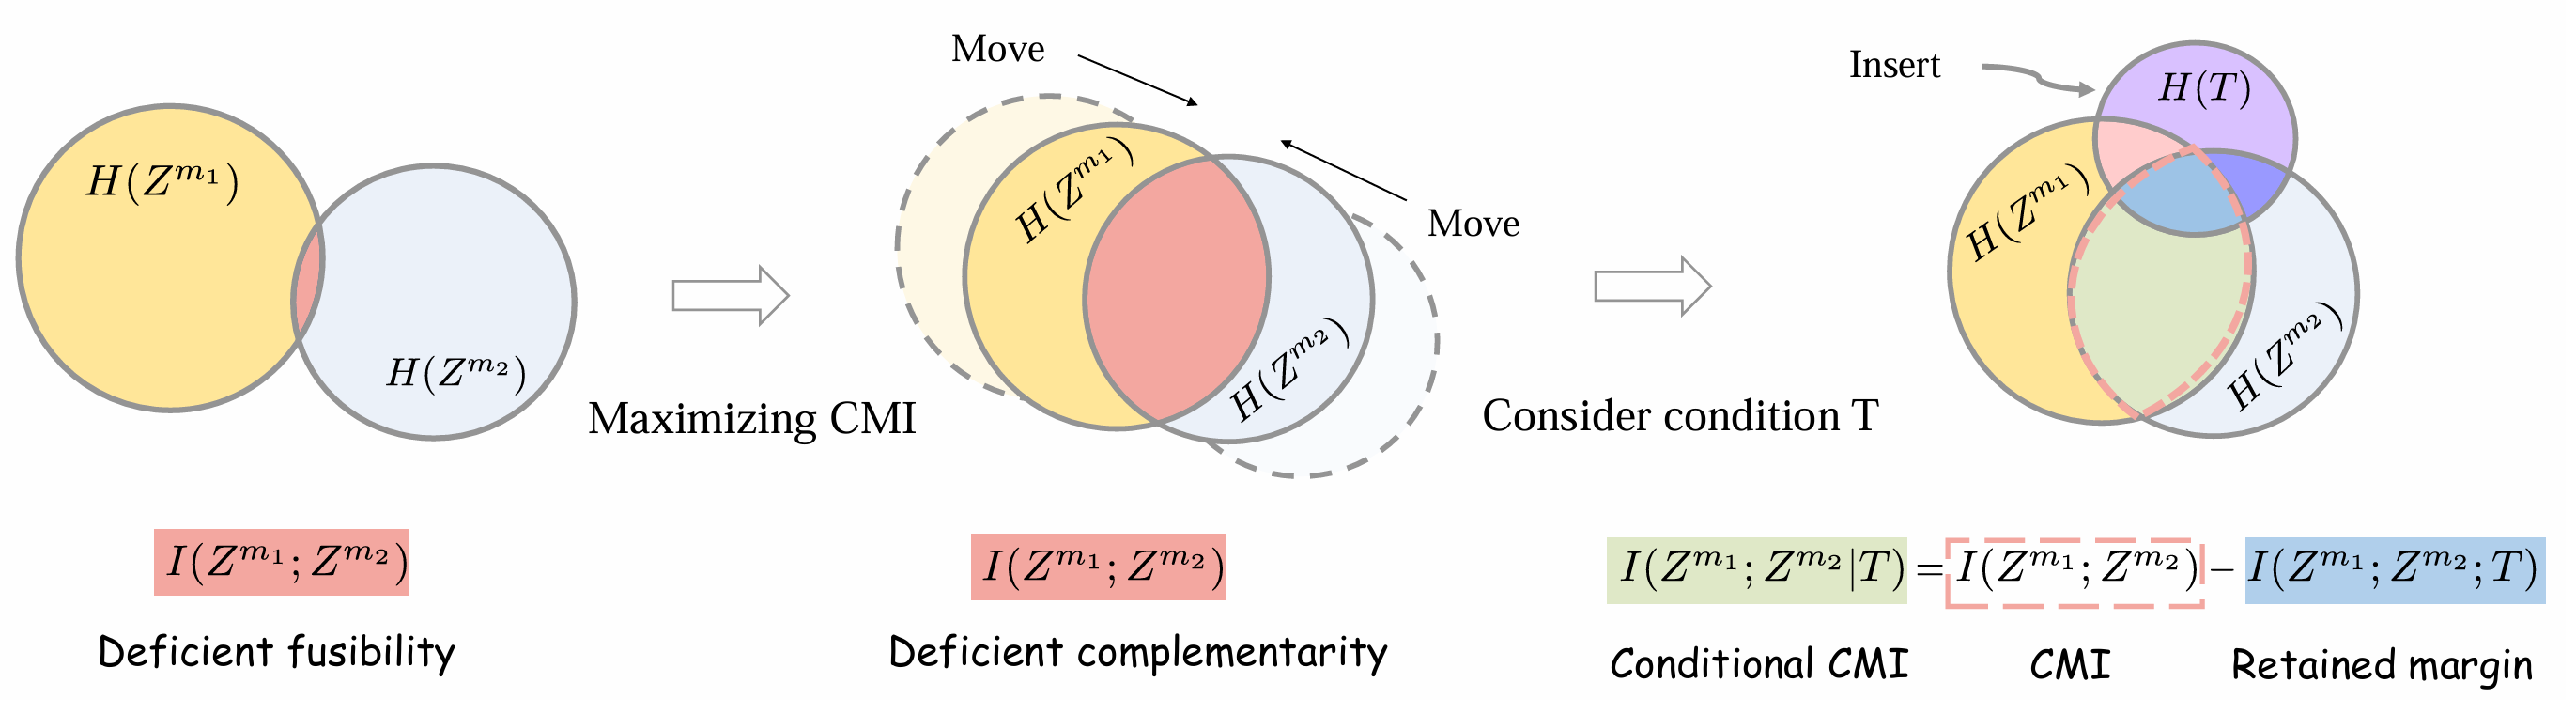 H(Z^{m_1})
H(Z^{m_2})
I(Z^{m_1}; Z^{m_2})
Deficient fusibility
Maximizing CMI
Move
Move
H(Z^{m_1})
H(Z^{m_2})
I(Z^{m_1}; Z^{m_2})
Deficient complementarity
Consider condition T
Insert
H(T)
H(Z^{m_1})
H(Z^{m_2})
I(Z^{m_1}; Z^{m_2}|T) = I(Z^{m_1}; Z^{m_2}) − I(Z^{m_1}; Z^{m_2}; T)
Conditional CMI CMI Retained margin